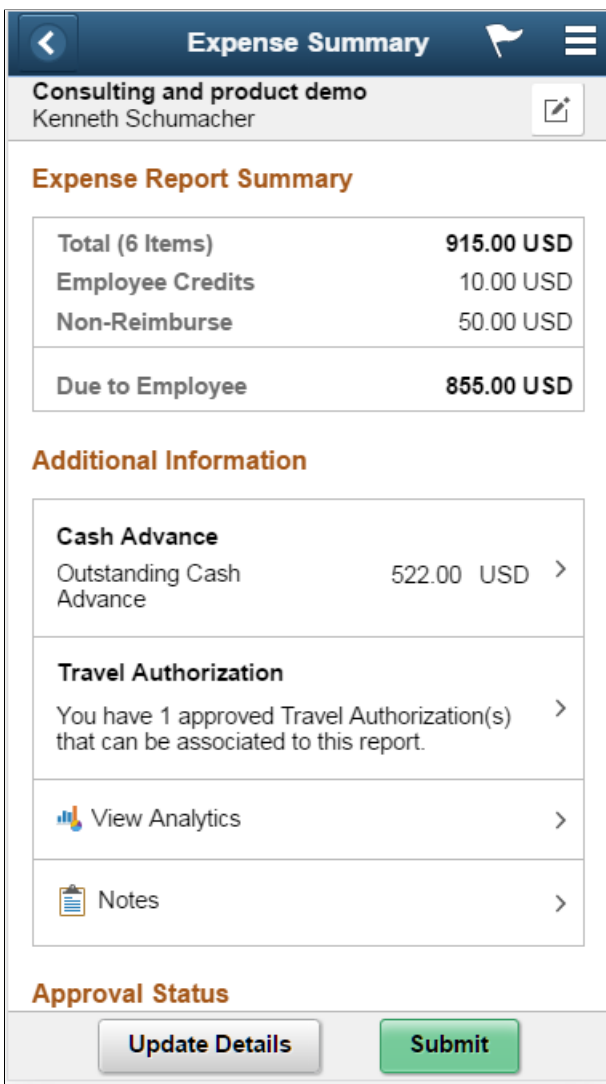 Expense Summary
Consulting and product demo
Kenneth Schumacher
Expense Report Summary
Total (6 Items) 915.00 USD
Employee Credits 10.00 USD
Non-Reimburse 50.00 USD
Due to Employee 855.00 USD
Additional Information
Cash Advance
Outstanding Cash 522.00 USD
Advance
Travel Authorization
You have 1 approved Travel Authorization(s)
that can be associated to this report.
View Analytics
Notes
Approval Status
Update Details Submit